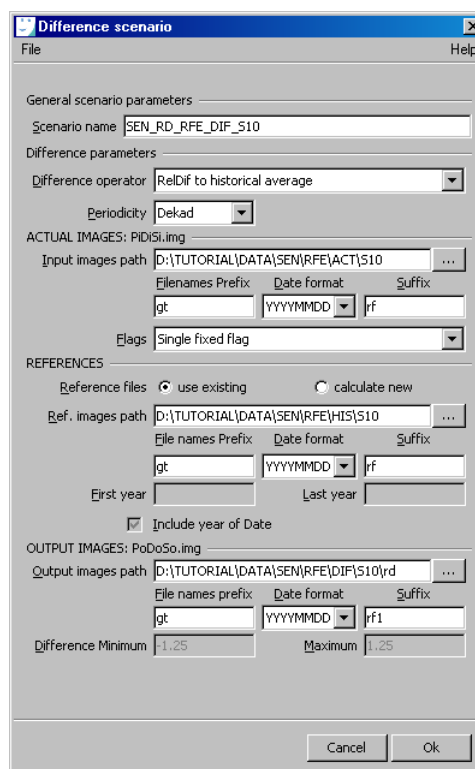 Difference scenario
File Help
General scenario parameters
Scenario name SEN_RD_RFE_DIF_S10
Difference parameters
Difference operator RelDif to historical average
Periodicity Dekad
ACTUAL IMAGES: PiDiSi.img
Input images path D:\TUTORIAL\DATA\SEN\RFE\ACT\S10 ...
Filenames Prefix Date format Suffix
gt YYYYMMDD rf
Flags Single fixed flag
REFERENCES
Reference files use existing calculate new
Ref. images path D:\TUTORIAL\DATA\SEN\RFE\HIS\S10 ...
File names Prefix Date format Suffix
gt YYYYMMDD rf
First year Last year
Include year of Date
OUTPUT IMAGES: PoDoSo.img
Output images path D:\TUTORIAL\DATA\SEN\RFE\DIF\S10\rd ...
File names prefix Date format Suffix
gt YYYYMMDD rf1
Difference Minimum -1.25 Maximum 1.25
Cancel Ok